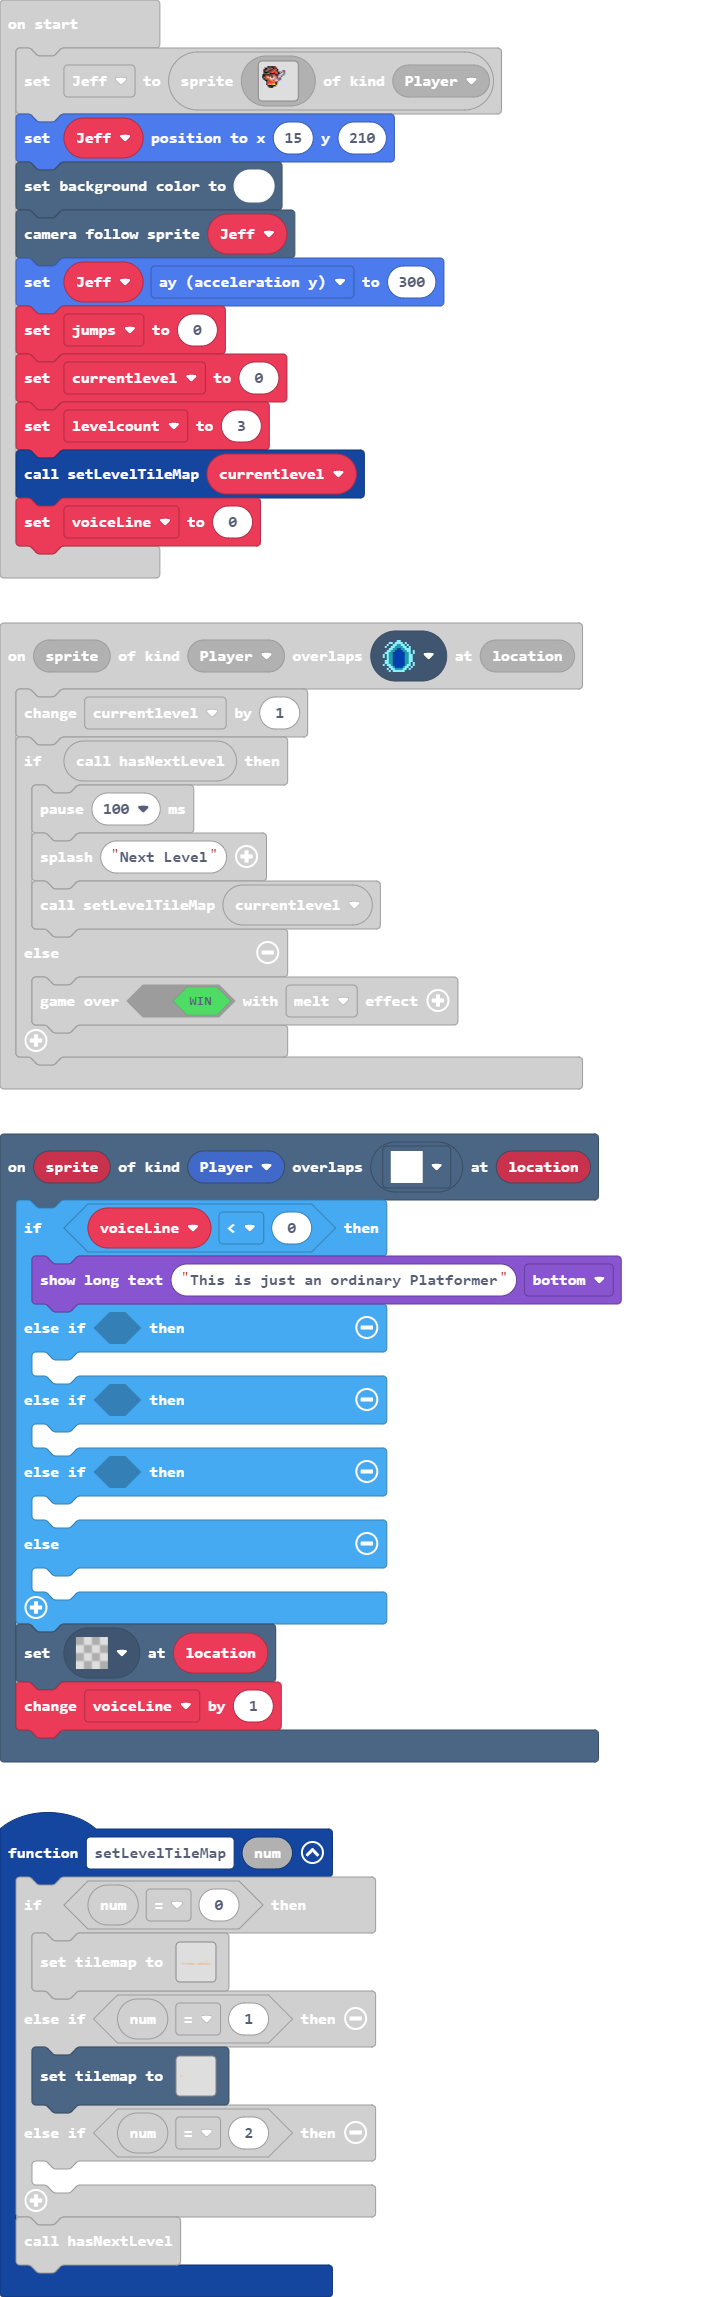 on start
set Jeff to sprite of kind Player
set Jeff position to x 15 y 210
set background color to
camera follow sprite Jeff
set Jeff ay (acceleration y) to 300
set jumps to 0
set currentlevel to 0
set levelcount to 3
call setLevelTileMap currentlevel
set voiceLine to 0
on sprite of kind Player overlaps at location
change currentlevel by 1
if call hasNextLevel then
pause 100 ms
splash "Next Level"
call setLevelTileMap currentlevel
else
game over WIN with melt effect
on sprite of kind Player overlaps at location
if voiceLine < 0 then
show long text "This is just an ordinary Platformer" bottom
else if then
else if then
else if then
else
set at location
change voiceLine by 1
function setLevelTileMap num
if num = 0 then
set tilemap to
else if num = 1 then
set tilemap to
else if num = 2 then
call hasNextLevel